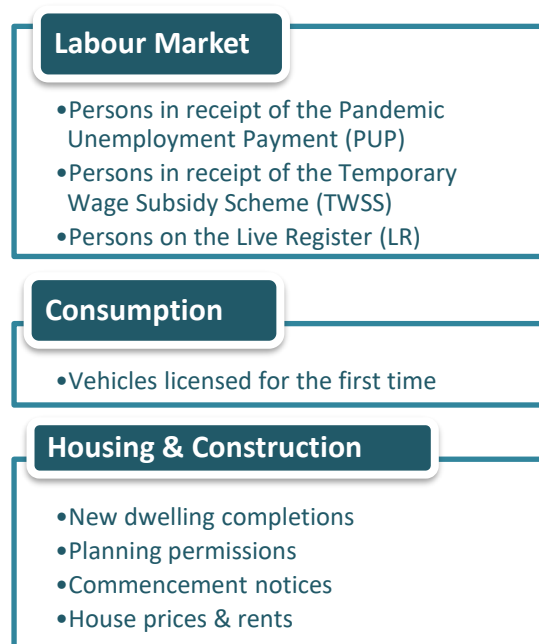 Labour Market
•Persons in receipt of the Pandemic
Unemployment Payment (PUP)
•Persons in receipt of the Temporary
Wage Subsidy Scheme (TWSS)
•Persons on the Live Register (LR)
Consumption
•Vehicles licensed for the first time
Housing & Construction
•New dwelling completions
•Planning permissions
•Commencement notices
•House prices & rents